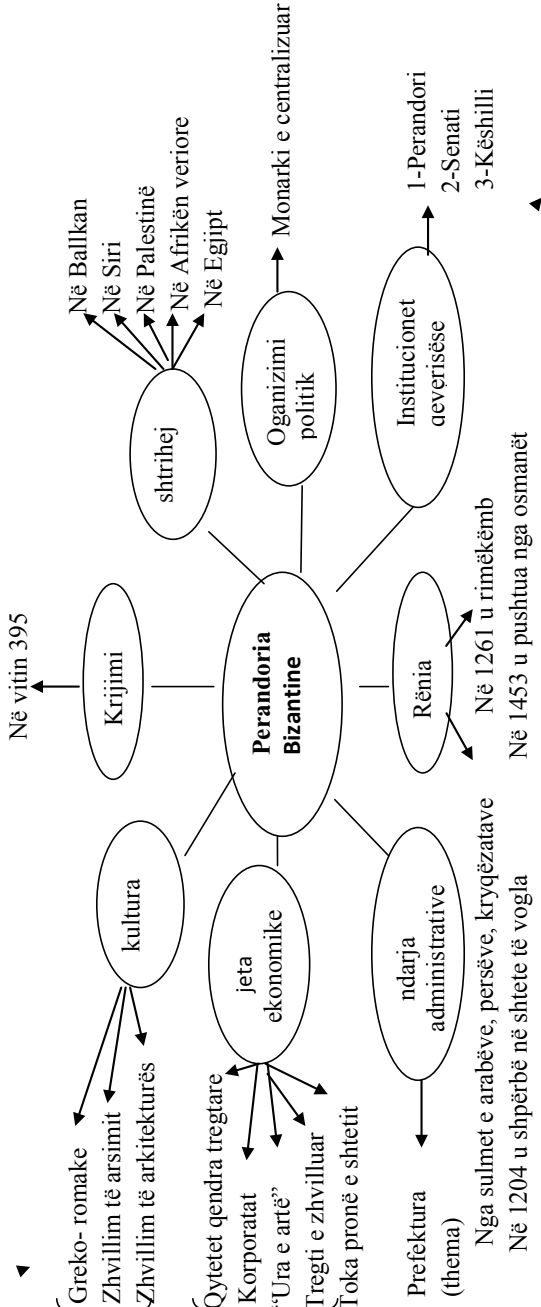 Në vitin 395
Greko- romake
Zhvillim të arsimit
Zhvillim të arkitekturës
kultura
Krijimi
shtrihej
Në Ballkan
Në Siri
Në Palestinë
Në Afrikën veriore
Në Egjipt
Qytetet qendra tregtare
Korporatat
“Ura e artë”
Tregti e zhvilluar
Toka pronë e shtetit
jeta
ekonomike
Perandoria
Bizantine
Oganizimi
politik
Monarki e centralizuar
Prefektura
(thema)
ndarja
administrative
Rënia
Institucionet
qeverisëse
1-Perandori
2-Senati
3-Këshilli
Nga sulmet e arabëve, persëve, kryqëzatave
Në 1204 u shpërbë në shtete të vogla
Në 1261 u rimëkëmb
Në 1453 u pushtua nga osmanët